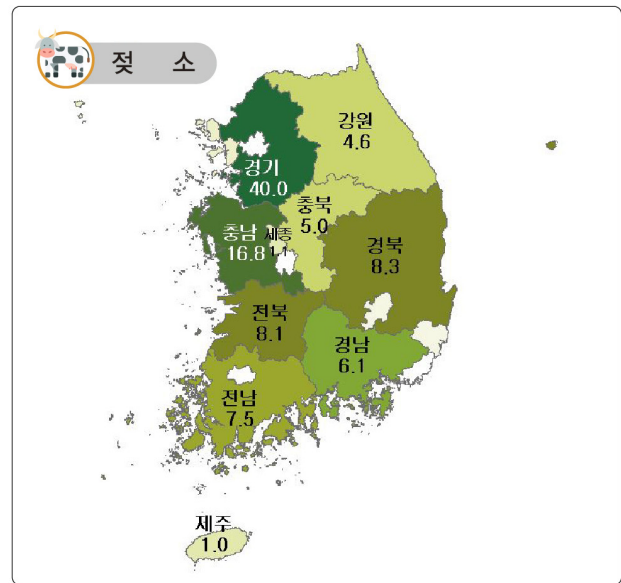 젖 소
강원
4.6
경기
40.0
충북
5.0
세종
1.1
충남
16.8
경북
8.3
전북
8.1
경남
6.1
전남
7.5
제주
1.0